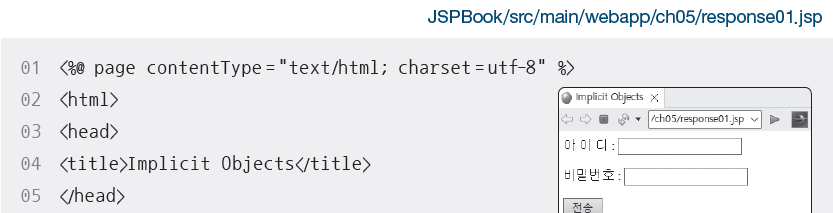 JSPBook/src/main/webapp/ch05/response01.jsp
01 <%@ page contentType="text/html; charset=utf-8" %>
02 <html>
03 <head>
04 <title>Implicit Objects</title>
05 </head>
Implicit Objects
/ch05/response01.jsp
아 이 디 :
비밀번호 :
전송